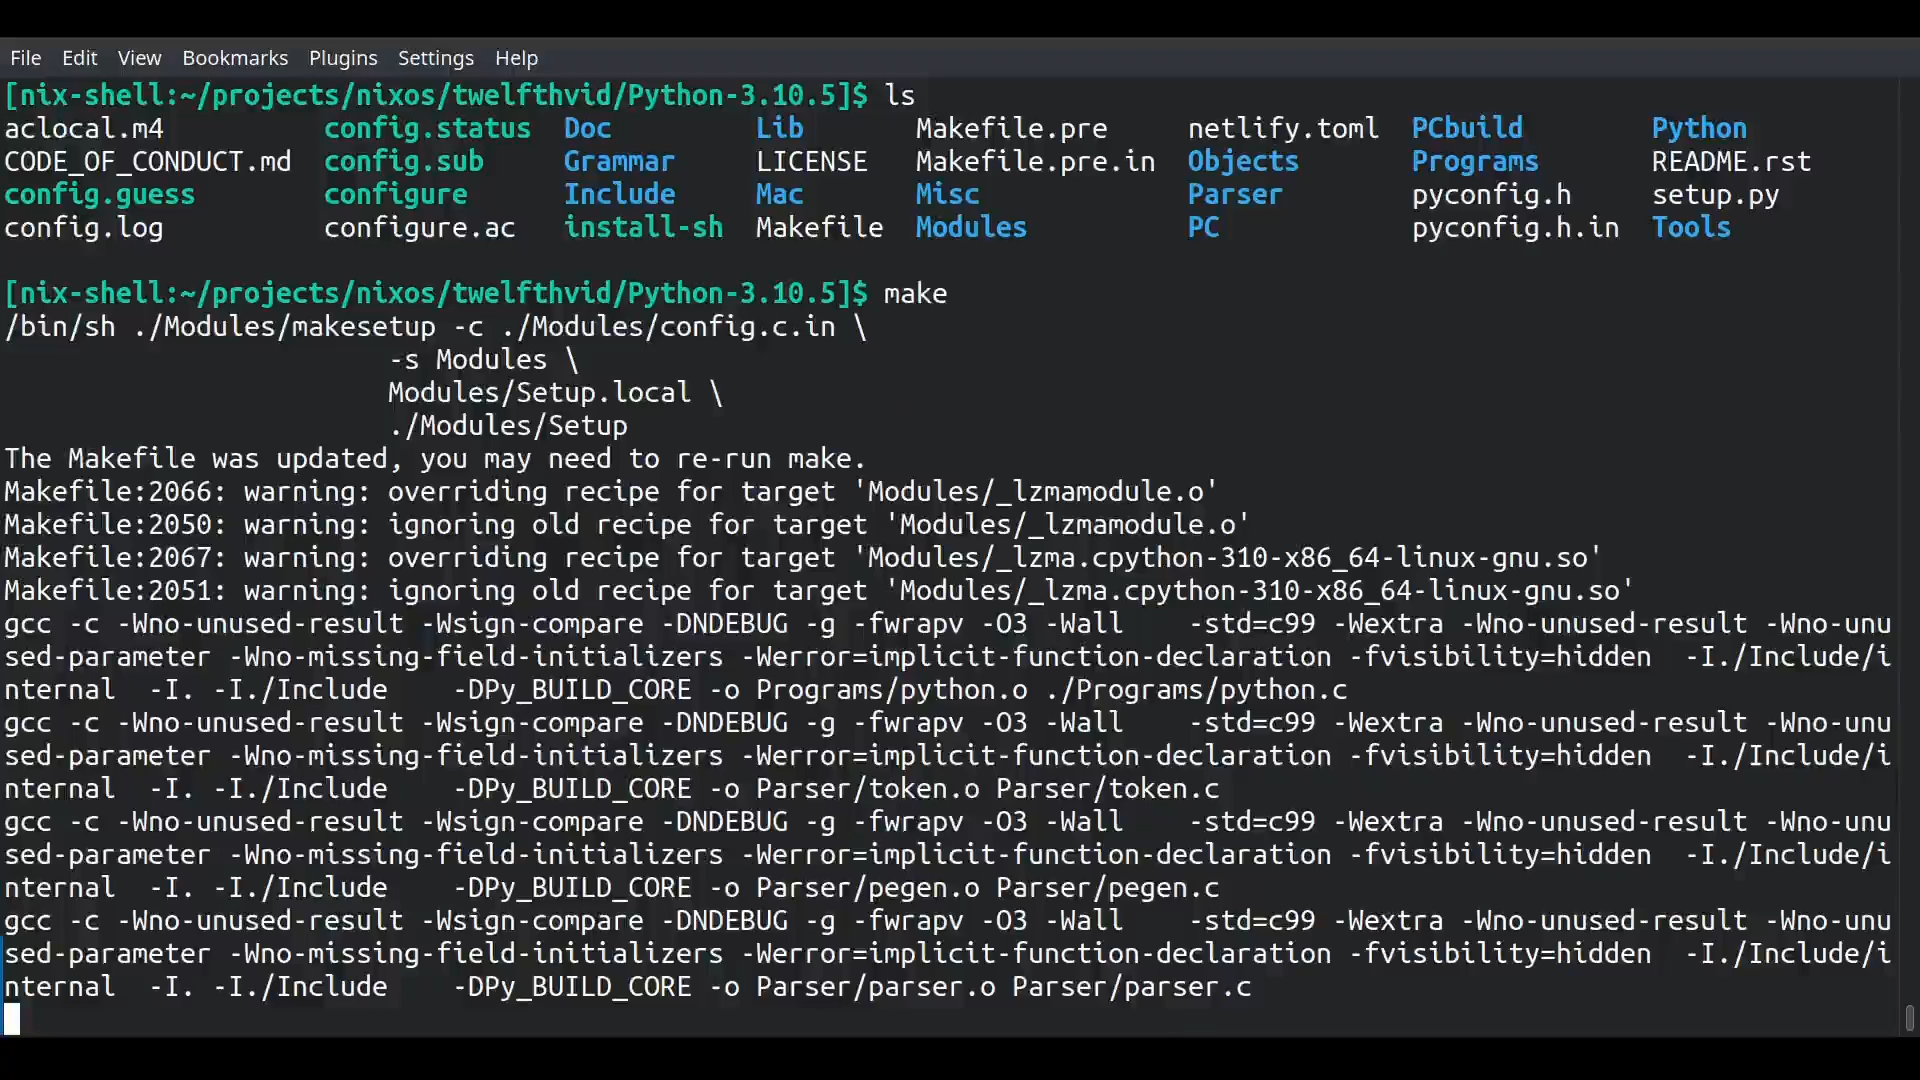 File Edit View Bookmarks Plugins Settings Help
[nix-shell:~/projects/nixos/twelfthvid/Python-3.10.5]$ ls
aclocal.m4 config.status Doc Lib Makefile.pre netlify.toml PCbuild Python
CODE_OF_CONDUCT.md config.sub Grammar LICENSE Makefile.pre.in Objects Programs README.rst
config.guess configure Include Mac Misc Parser pyconfig.h setup.py
config.log configure.ac install-sh Makefile Modules PC pyconfig.h.in Tools
[nix-shell:~/projects/nixos/twelfthvid/Python-3.10.5]$ make
/bin/sh ./Modules/makesetup -c ./Modules/config.c.in \
-s Modules \
Modules/Setup.local \
./Modules/Setup
The Makefile was updated, you may need to re-run make.
Makefile:2066: warning: overriding recipe for target 'Modules/_lzmamodule.o'
Makefile:2050: warning: ignoring old recipe for target 'Modules/_lzmamodule.o'
Makefile:2067: warning: overriding recipe for target 'Modules/_lzma.cpython-310-x86_64-linux-gnu.so'
Makefile:2051: warning: ignoring old recipe for target 'Modules/_lzma.cpython-310-x86_64-linux-gnu.so'
gcc -c -Wno-unused-result -Wsign-compare -DNDEBUG -g -fwrapv -O3 -Wall -std=c99 -Wextra -Wno-unused-result -Wno-unu
sed-parameter -Wno-missing-field-initializers -Werror=implicit-function-declaration -fvisibility=hidden -I./Include/i
nternal -I. -I./Include -DPy_BUILD_CORE -o Programs/python.o ./Programs/python.c
gcc -c -Wno-unused-result -Wsign-compare -DNDEBUG -g -fwrapv -O3 -Wall -std=c99 -Wextra -Wno-unused-result -Wno-unu
sed-parameter -Wno-missing-field-initializers -Werror=implicit-function-declaration -fvisibility=hidden -I./Include/i
nternal -I. -I./Include -DPy_BUILD_CORE -o Parser/token.o Parser/token.c
gcc -c -Wno-unused-result -Wsign-compare -DNDEBUG -g -fwrapv -O3 -Wall -std=c99 -Wextra -Wno-unused-result -Wno-unu
sed-parameter -Wno-missing-field-initializers -Werror=implicit-function-declaration -fvisibility=hidden -I./Include/i
nternal -I. -I./Include -DPy_BUILD_CORE -o Parser/pegen.o Parser/pegen.c
gcc -c -Wno-unused-result -Wsign-compare -DNDEBUG -g -fwrapv -O3 -Wall -std=c99 -Wextra -Wno-unused-result -Wno-unu
sed-parameter -Wno-missing-field-initializers -Werror=implicit-function-declaration -fvisibility=hidden -I./Include/i
nternal -I. -I./Include -DPy_BUILD_CORE -o Parser/parser.o Parser/parser.c